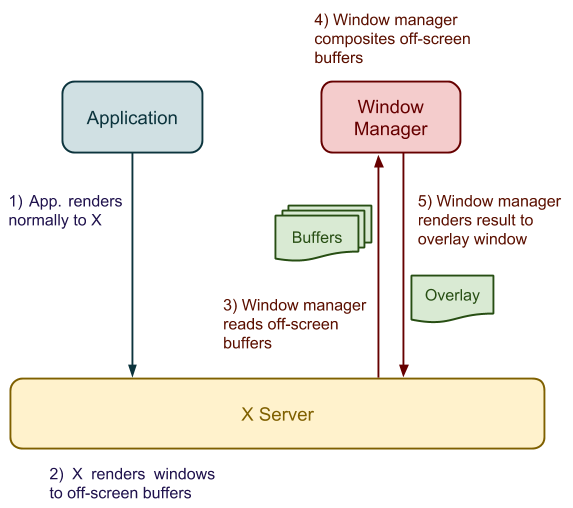 4) Window manager
composites off-screen
buffers
Application
Window
Manager
1) App. renders
normally to X
5) Window manager
renders result to
overlay window
Buffers
Overlay
3) Window manager
reads off-screen
buffers
X Server
2) X renders windows
to off-screen buffers